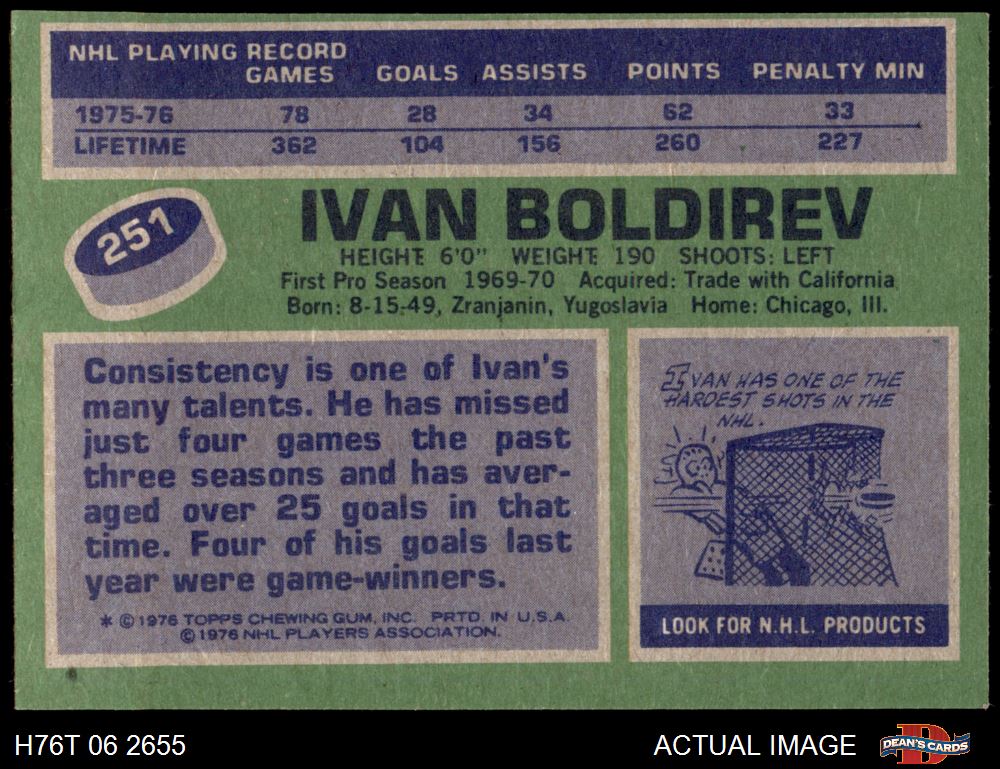 NHL PLAYING RECORD
GAMES GOALS ASSISTS POINTS PENALTY MIN
1975-76 78 28 34 62 33
LIFETIME 362 104 156 260 227
251
IVAN BOLDIREV
HEIGHT: 6'0" WEIGHT: 190 SHOOTS: LEFT
First Pro Season 1969-70 Acquired: Trade with California
Born: 8-15-49, Zranjanin, Yugoslavia Home: Chicago, Ill.
Consistency is one of Ivan's
many talents. He has missed
just four games the past
three seasons and has aver-
aged over 25 goals in that
time. Four of his goals last
year were game-winners.
* © 1976 TOPPS CHEWING GUM, INC. PRTD. IN U.S.A.
© 1976 NHL PLAYERS ASSOCIATION.
IVAN HAS ONE OF THE
HARDEST SHOTS IN THE
NHL.
LOOK FOR N.H.L. PRODUCTS
H76T 06 2655
ACTUAL IMAGE
DEAN'S CARDS